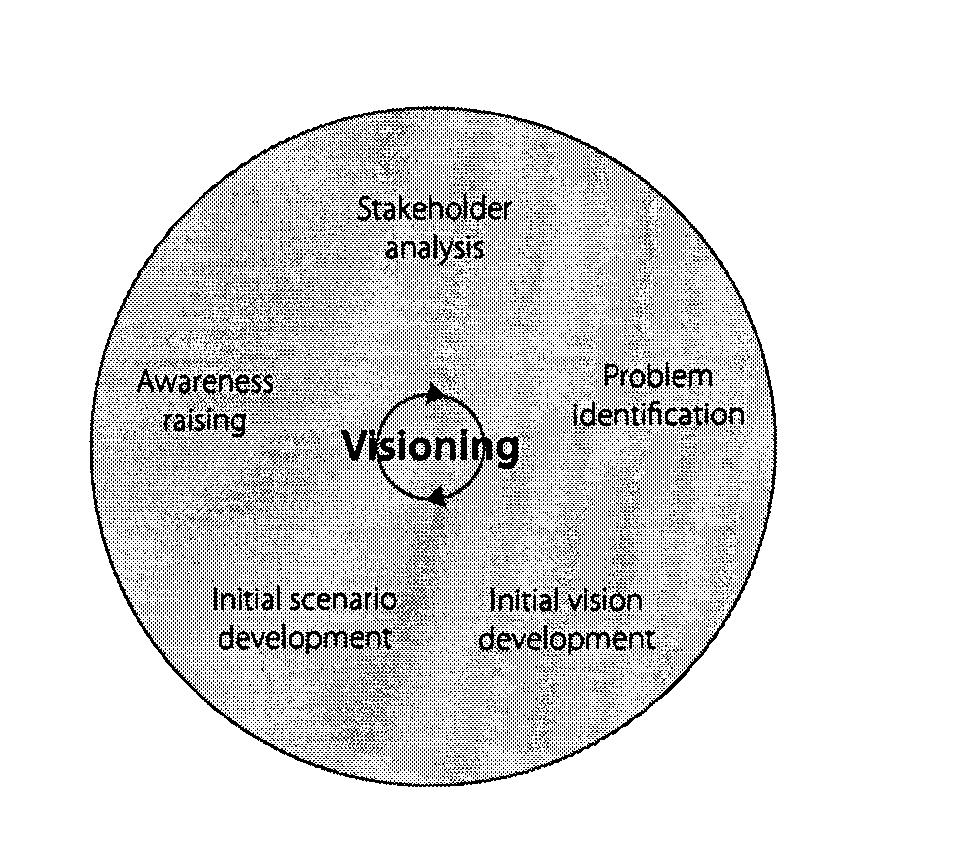 Stakeholder
analysis
Awareness
raising
Problem
identification
Visioning
Initial scenario
development
Initial vision
development